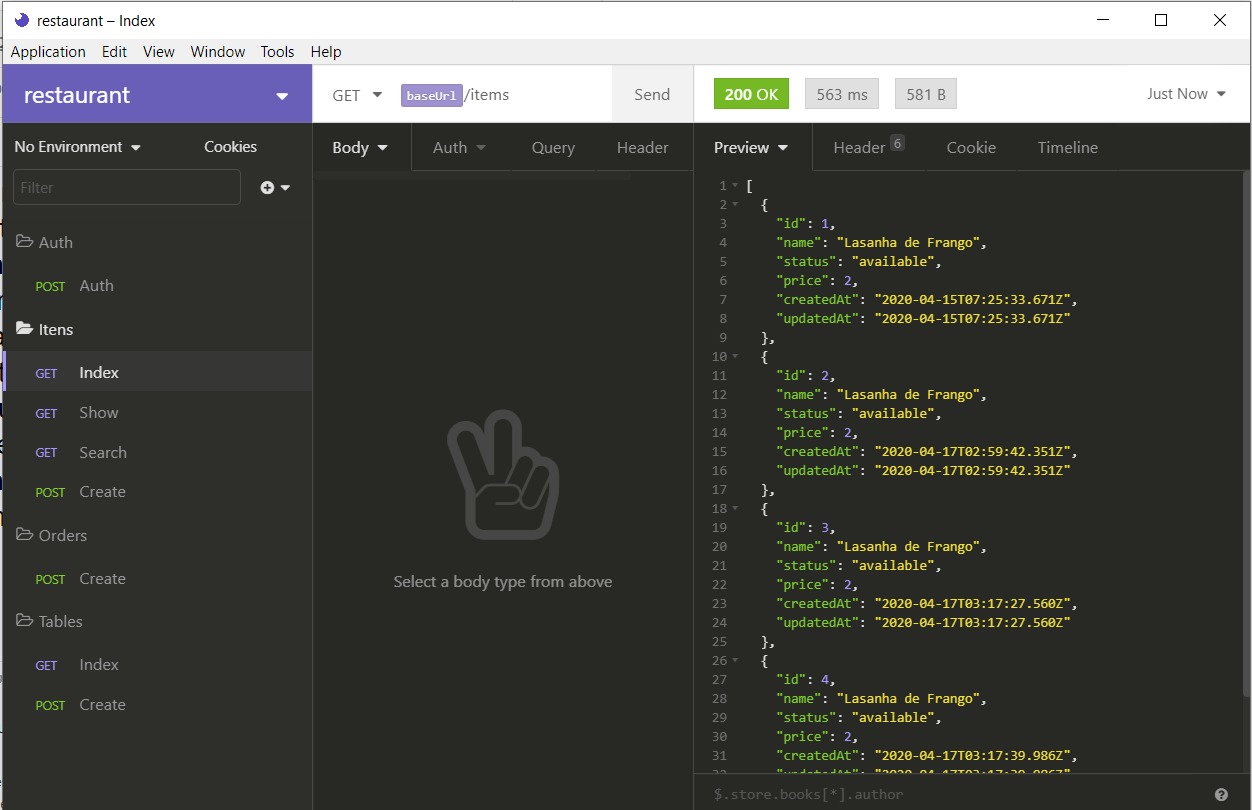 restaurant – Index
Application Edit View Window Tools Help
restaurant
GET baseUrl/items Send
200 OK 563 ms 581 B Just Now
No Environment Cookies
Body Auth Query Header
Preview Header 6 Cookie Timeline
Filter
Auth
POST Auth
Itens
GET Index
GET Show
GET Search
POST Create
Orders
POST Create
Tables
GET Index
POST Create
Select a body type from above
1 [
2 {
3 "id": 1,
4 "name": "Lasanha de Frango",
5 "status": "available",
6 "price": 2,
7 "createdAt": "2020-04-15T07:25:33.671Z",
8 "updatedAt": "2020-04-15T07:25:33.671Z"
9 },
10 {
11 "id": 2,
12 "name": "Lasanha de Frango",
13 "status": "available",
14 "price": 2,
15 "createdAt": "2020-04-17T02:59:42.351Z",
16 "updatedAt": "2020-04-17T02:59:42.351Z"
17 },
18 {
19 "id": 3,
20 "name": "Lasanha de Frango",
21 "status": "available",
22 "price": 2,
23 "createdAt": "2020-04-17T03:17:27.560Z",
24 "updatedAt": "2020-04-17T03:17:27.560Z"
25 },
26 {
27 "id": 4,
28 "name": "Lasanha de Frango",
29 "status": "available",
30 "price": 2,
31 "createdAt": "2020-04-17T03:17:39.986Z",
32 "updatedAt": "2020-04-17T03:17:39.986Z"
$.store.books[*].author